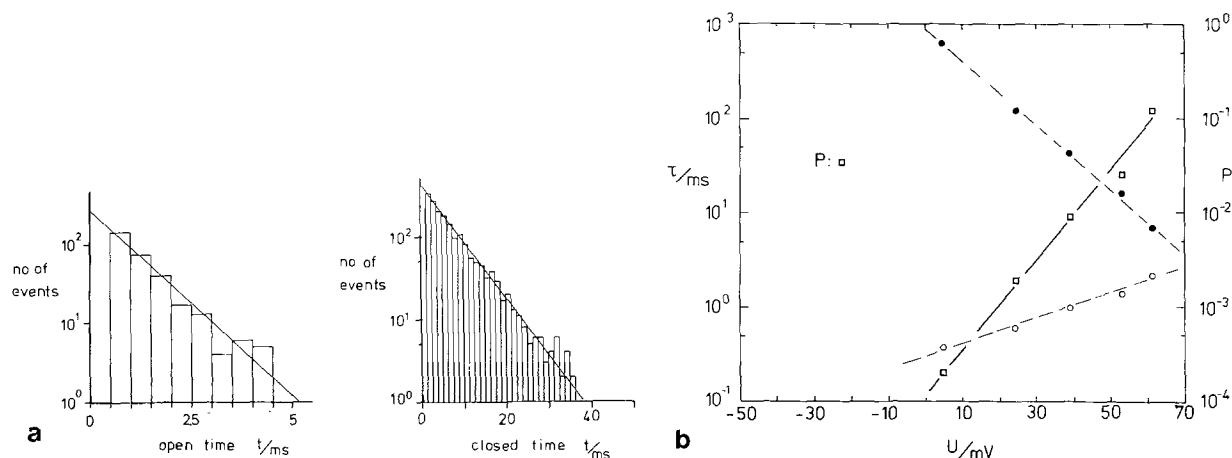 no of
events
10²
10¹
10⁰
0
25
5
open time t/ms
a
no of
events
10²
10¹
10⁰
0
20
40
closed time t/ms
10³
10²
τ/ms
10¹
10⁰
10⁻¹
P:
-50
-30
-10
10
30
50
70
U/mV
10⁰
10⁻¹
P
10⁻²
10⁻³
10⁻⁴
b